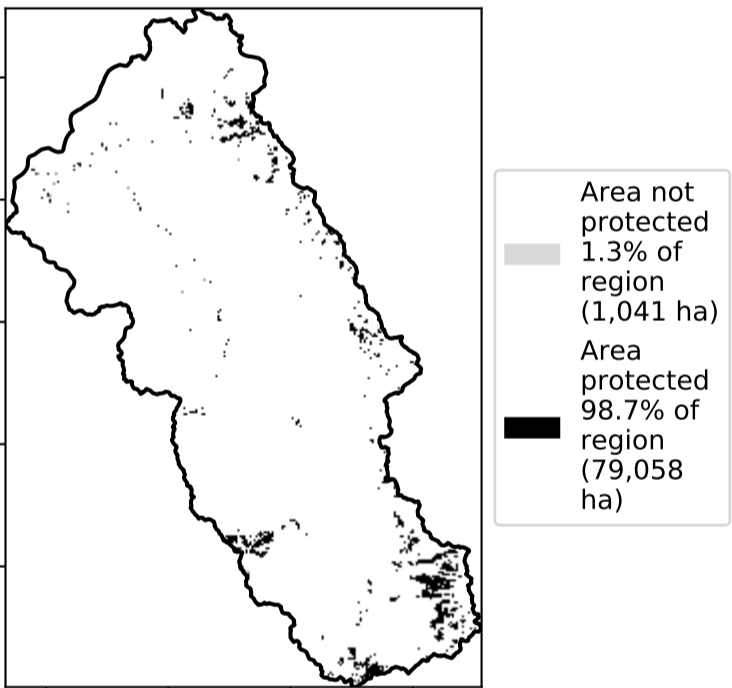 Area not
protected
1.3% of
region
(1,041 ha)
Area
protected
98.7% of
region
(79,058
ha)